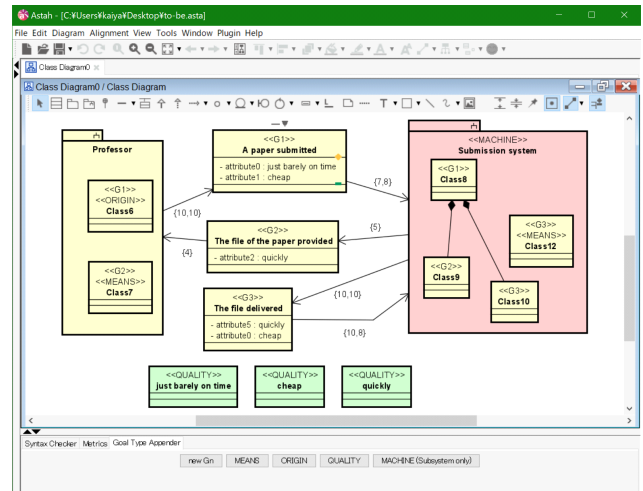 Astah - [C:¥Users¥kaiya¥Desktop¥to-be.asta]
File Edit Diagram Alignment View Tools Window Plugin Help
Class Diagram0
Class Diagram0 / Class Diagram
Professor
<<G1>>
<<ORIGIN>>
Class6
<<G2>>
<<MEANS>>
Class7
<<G1>>
A paper submitted
- attribute0 : just barely on time
- attribute1 : cheap
{10,10}
{7,8}
<<G2>>
The file of the paper provided
- attribute2 : quickly
{4}
{5}
<<G3>>
The file delivered
- attribute5 : quickly
- attribute0 : cheap
{10,10}
{10,8}
<<MACHINE>>
Submission system
<<G1>>
Class8
<<G3>>
<<MEANS>>
Class12
<<G2>>
Class9
<<G3>>
Class10
<<QUALITY>>
just barely on time
<<QUALITY>>
cheap
<<QUALITY>>
quickly
Syntax Checker Metrics Goal Type Appender
new Gn MEANS ORIGIN QUALITY MACHINE (Subsystem only)